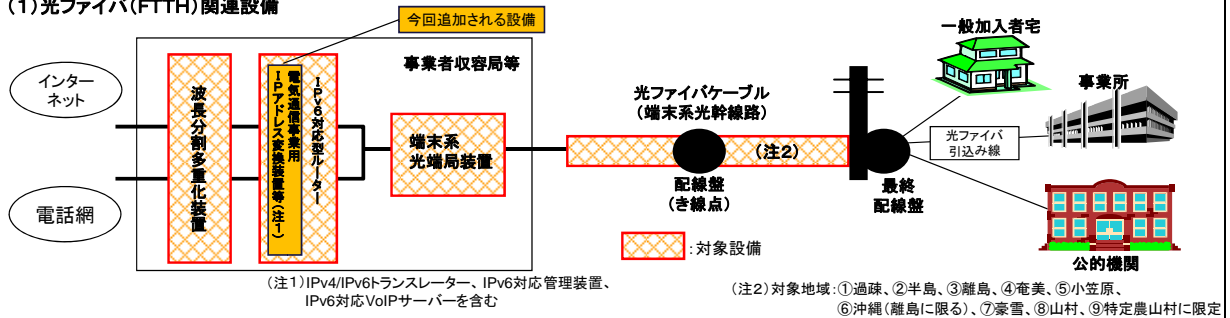 (1)光ファイバ(FTTH)関連設備
今回追加される設備
事業者収容局等
インター
ネット
電話網
波長分割多重化装置
IPv6対応型ルーター
電気通信事業用
IPアドレス変換装置等(注1)
端末系
光端局装置
光ファイバケーブル
(端末系光幹線路)
(注2)
配線盤
(き線点)
最終
配線盤
一般加入者宅
事業所
光ファイバ
引込み線
公的機関
:対象設備
(注1)IPv4/IPv6トランスレーター、IPv6対応管理装置、
IPv6対応VoIPサーバーを含む
(注2)対象地域:①過疎、②半島、③離島、④奄美、⑤小笠原、
⑥沖縄(離島に限る)、⑦豪雪、⑧山村、⑨特定農山村に限定